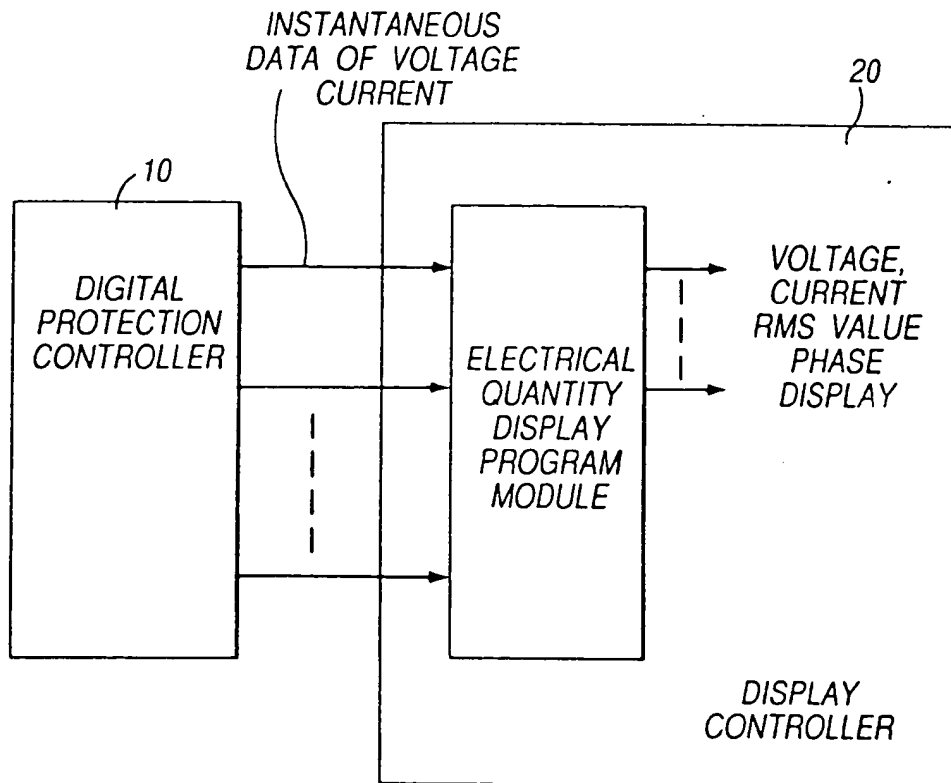 INSTANTANEOUS
DATA OF VOLTAGE
CURRENT
20
10
DIGITAL
PROTECTION
CONTROLLER
ELECTRICAL
QUANTITY
DISPLAY
PROGRAM
MODULE
VOLTAGE,
CURRENT
RMS VALUE
PHASE
DISPLAY
DISPLAY
CONTROLLER